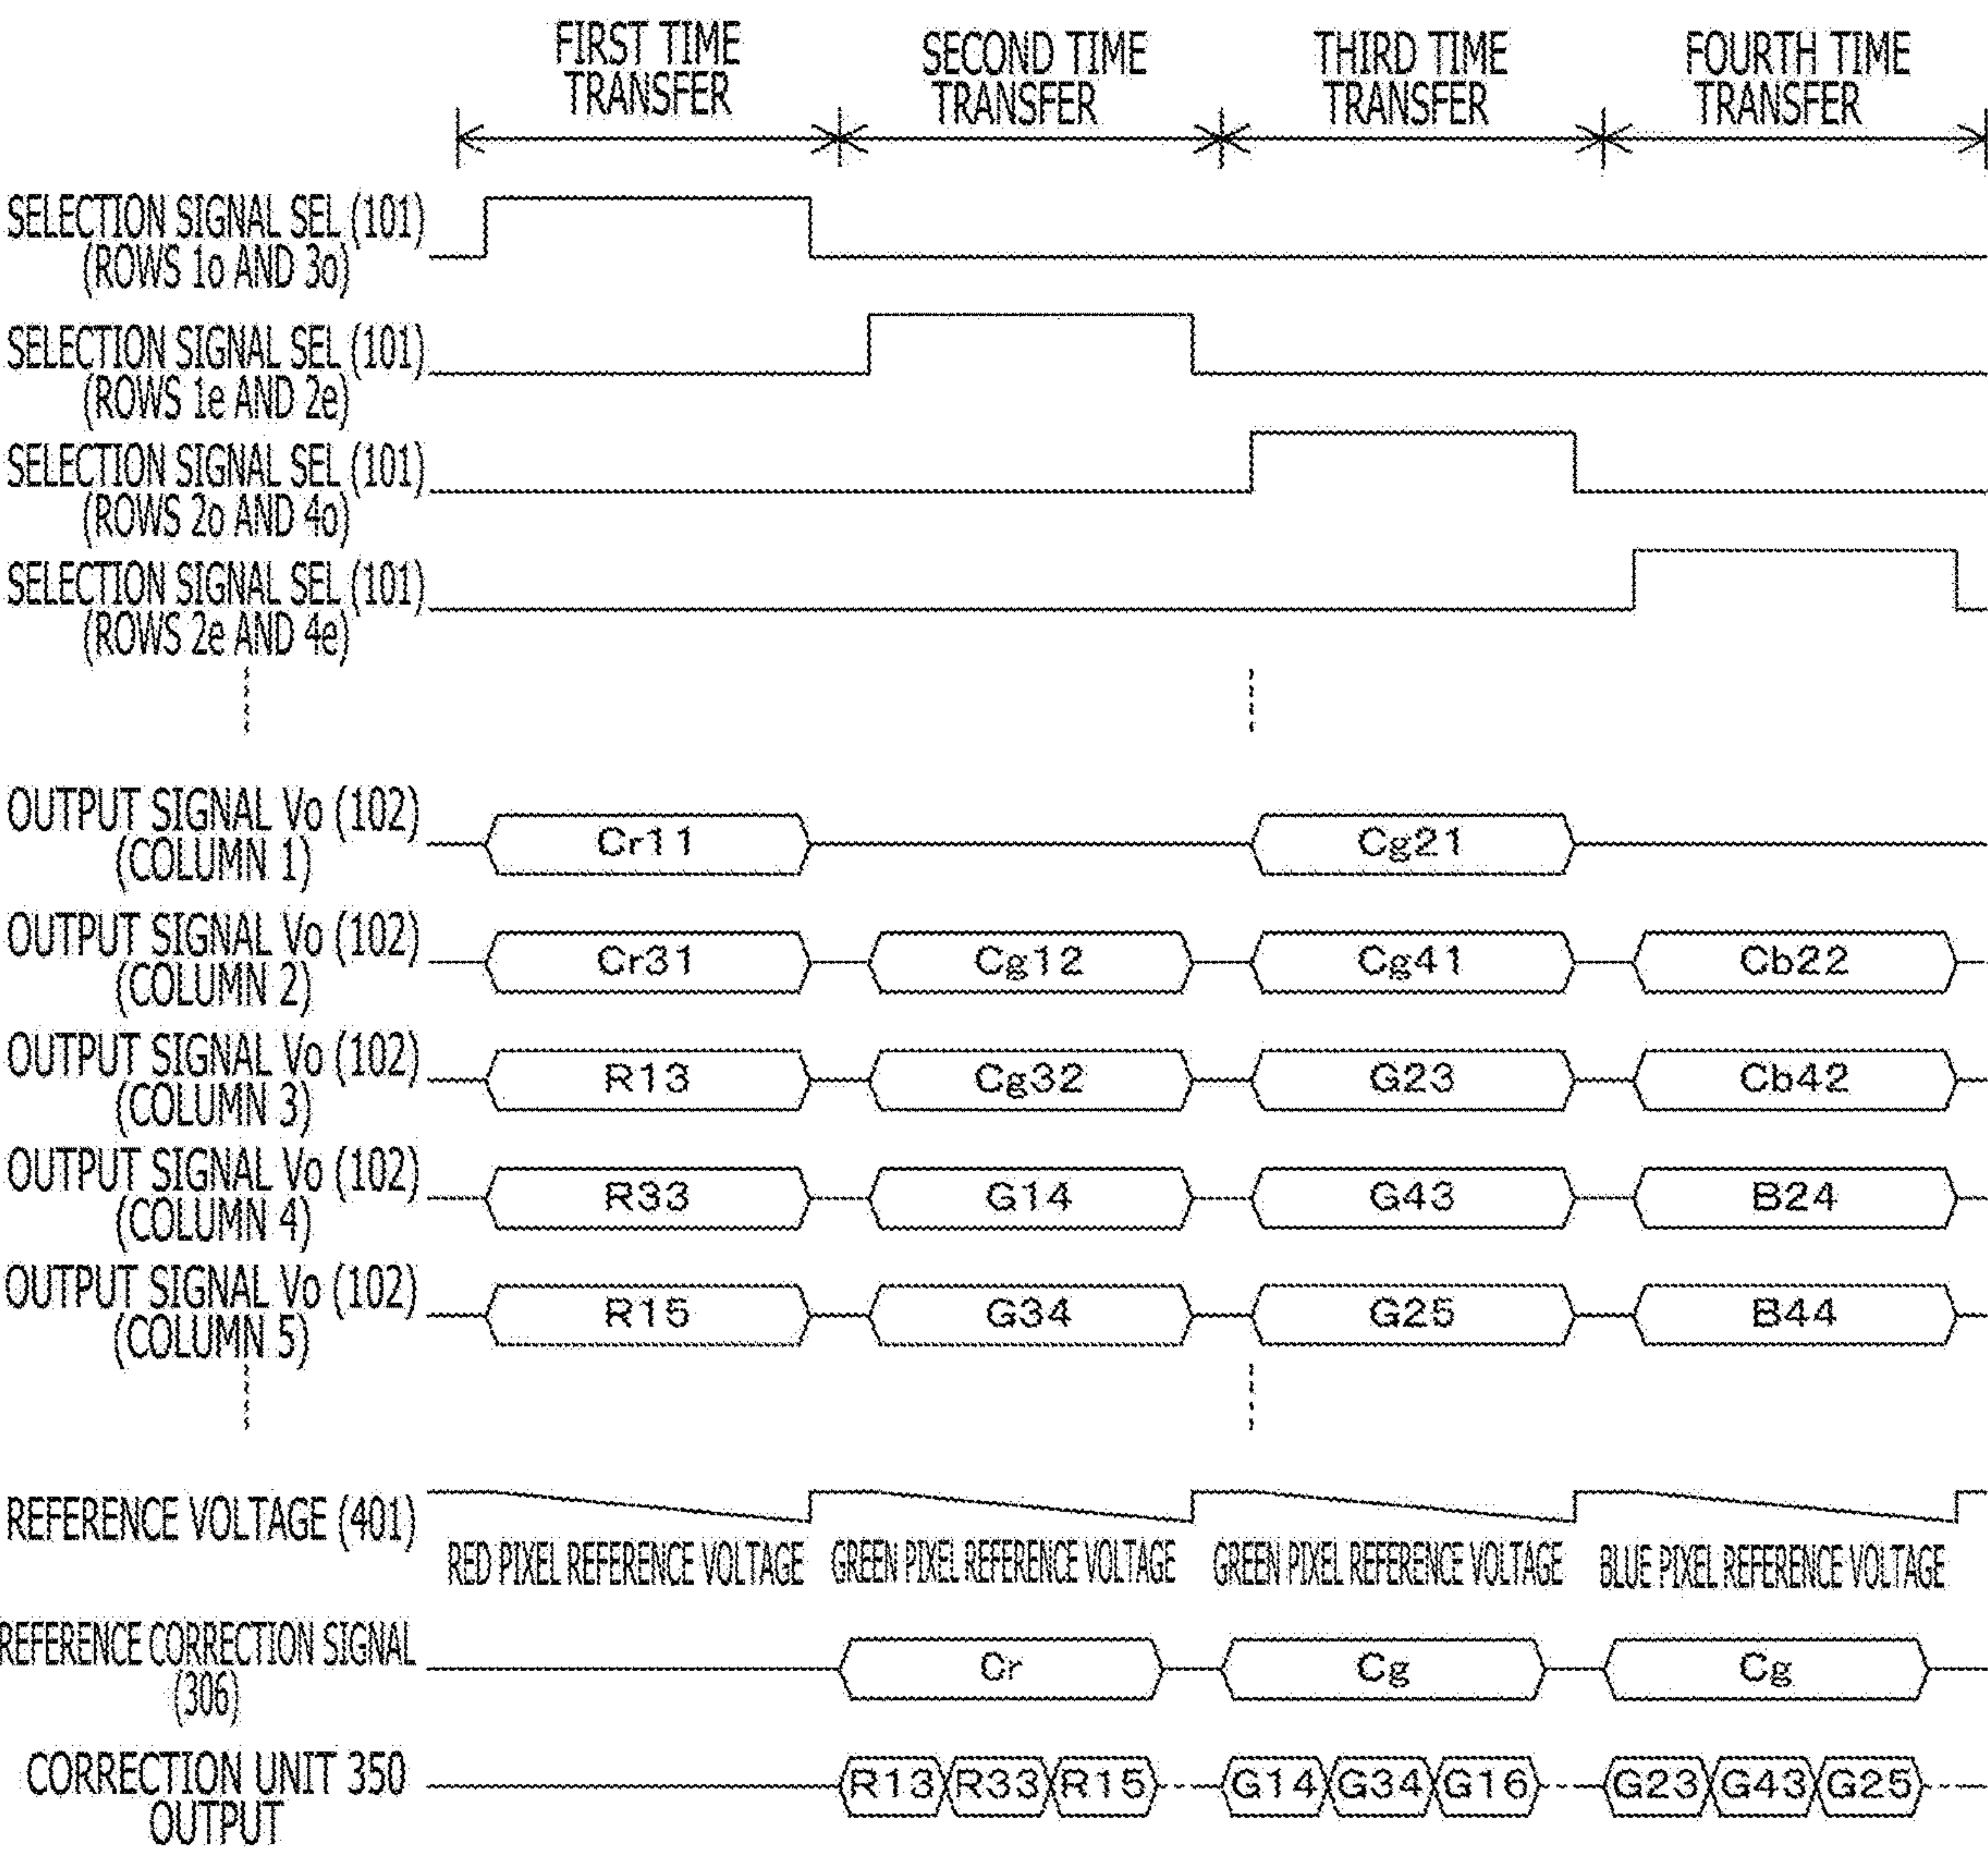 FIRST TIME
TRANSFER
SECOND TIME
TRANSFER
THIRD TIME
TRANSFER
FOURTH TIME
TRANSFER
SELECTION SIGNAL SEL (101)
(ROWS 1o AND 3o)
SELECTION SIGNAL SEL (101)
(ROWS 1e AND 2e)
SELECTION SIGNAL SEL (101)
(ROWS 2o AND 4o)
SELECTION SIGNAL SEL (101)
(ROWS 2e AND 4e)
OUTPUT SIGNAL Vo (102)
(COLUMN 1)
Cr11
Cg21
OUTPUT SIGNAL Vo (102)
(COLUMN 2)
Cr31
Cg12
Cg41
Cb22
OUTPUT SIGNAL Vo (102)
(COLUMN 3)
R13
Cg32
G23
Cb42
OUTPUT SIGNAL Vo (102)
(COLUMN 4)
R33
G14
G43
B24
OUTPUT SIGNAL Vo (102)
(COLUMN 5)
R15
G34
G25
B44
REFERENCE VOLTAGE (401)
RED PIXEL REFERENCE VOLTAGE
GREEN PIXEL REFERENCE VOLTAGE
GREEN PIXEL REFERENCE VOLTAGE
BLUE PIXEL REFERENCE VOLTAGE
REFERENCE CORRECTION SIGNAL
(306)
Cr
Cg
Cg
CORRECTION UNIT 350
OUTPUT
R13
R33
R15
G14
G34
G16
G23
G43
G25